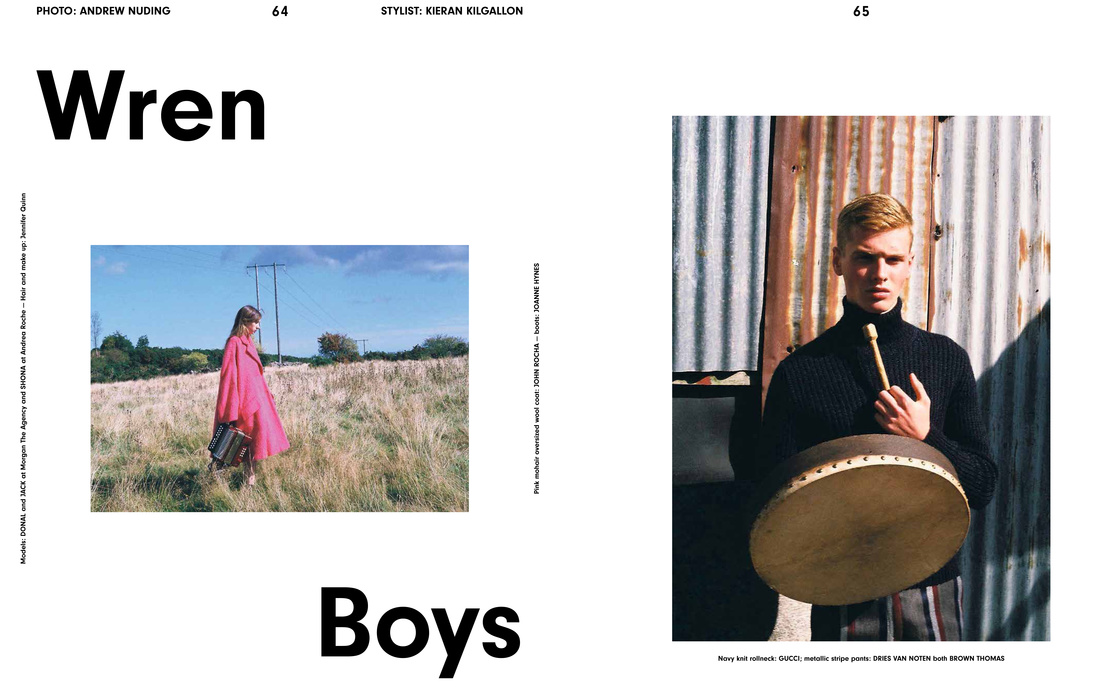 PHOTO: ANDREW NUDING
64
STYLIST: KIERAN KILGALLON
65
Wren
Models: DONAL and JACK at Morgan The Agency and SHONA at Andrea Roche — Hair and make up: Jennifer Quinn
Pink mohair oversized wool coat: JOHN ROCHA — boots: JOANNE HYNES
Boys
Navy knit rollneck: GUCCI; metallic stripe pants: DRIES VAN NOTEN both BROWN THOMAS